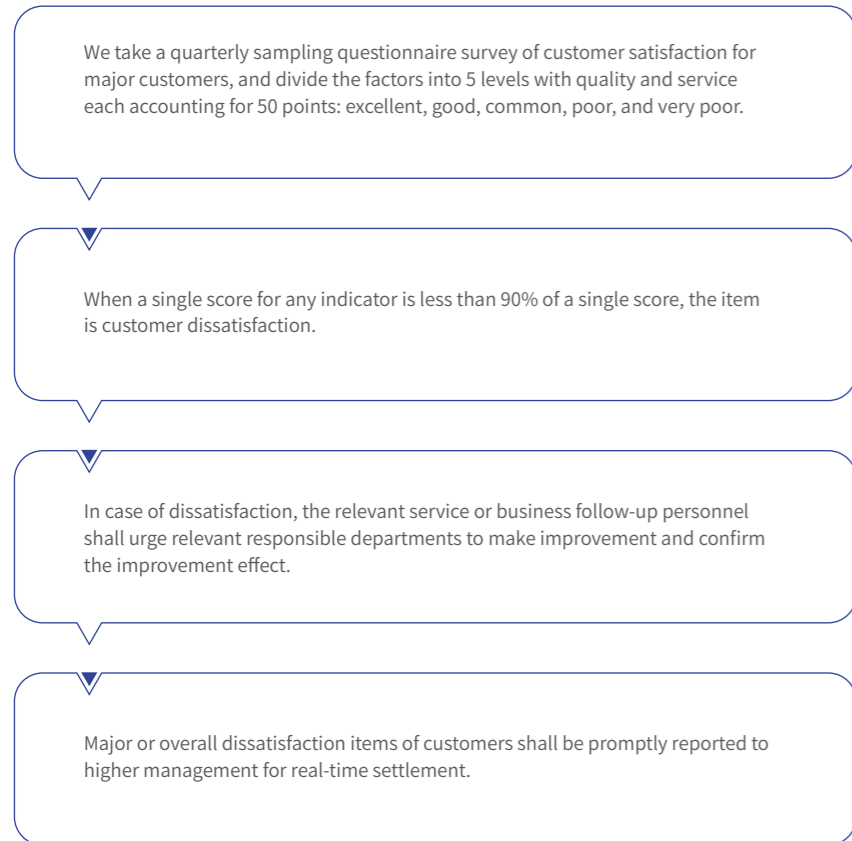 We take a quarterly sampling questionnaire survey of customer satisfaction for
major customers, and divide the factors into 5 levels with quality and service
each accounting for 50 points: excellent, good, common, poor, and very poor.
When a single score for any indicator is less than 90% of a single score, the item
is customer dissatisfaction.
In case of dissatisfaction, the relevant service or business follow-up personnel
shall urge relevant responsible departments to make improvement and confirm
the improvement effect.
Major or overall dissatisfaction items of customers shall be promptly reported to
higher management for real-time settlement.